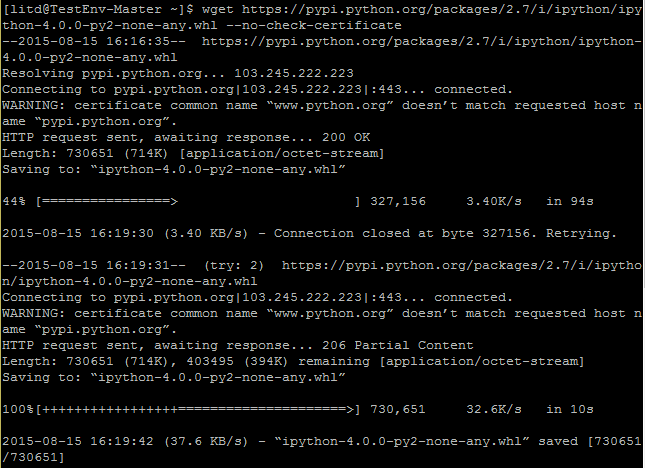 [litd@TestEnv-Master ~]$ wget https://pypi.python.org/packages/2.7/i/ipython/ipy
thon-4.0.0-py2-none-any.whl --no-check-certificate
--2015-08-15 16:16:35--  https://pypi.python.org/packages/2.7/i/ipython/ipython-
4.0.0-py2-none-any.whl
Resolving pypi.python.org... 103.245.222.223
Connecting to pypi.python.org|103.245.222.223|:443... connected.
WARNING: certificate common name “www.python.org” doesn’t match requested host n
ame “pypi.python.org”.
HTTP request sent, awaiting response... 200 OK
Length: 730651 (714K) [application/octet-stream]
Saving to: “ipython-4.0.0-py2-none-any.whl”
44% [================>                      ] 327,156     3.40K/s   in 94s
2015-08-15 16:19:30 (3.40 KB/s) - Connection closed at byte 327156. Retrying.
--2015-08-15 16:19:31--  (try: 2)  https://pypi.python.org/packages/2.7/i/ipytho
n/ipython-4.0.0-py2-none-any.whl
Connecting to pypi.python.org|103.245.222.223|:443... connected.
WARNING: certificate common name “www.python.org” doesn’t match requested host n
ame “pypi.python.org”.
HTTP request sent, awaiting response... 206 Partial Content
Length: 730651 (714K), 403495 (394K) remaining [application/octet-stream]
Saving to: “ipython-4.0.0-py2-none-any.whl”
100%[+++++++++++++++++=====================>] 730,651     32.6K/s   in 10s
2015-08-15 16:19:42 (37.6 KB/s) - “ipython-4.0.0-py2-none-any.whl” saved [730651
/730651]